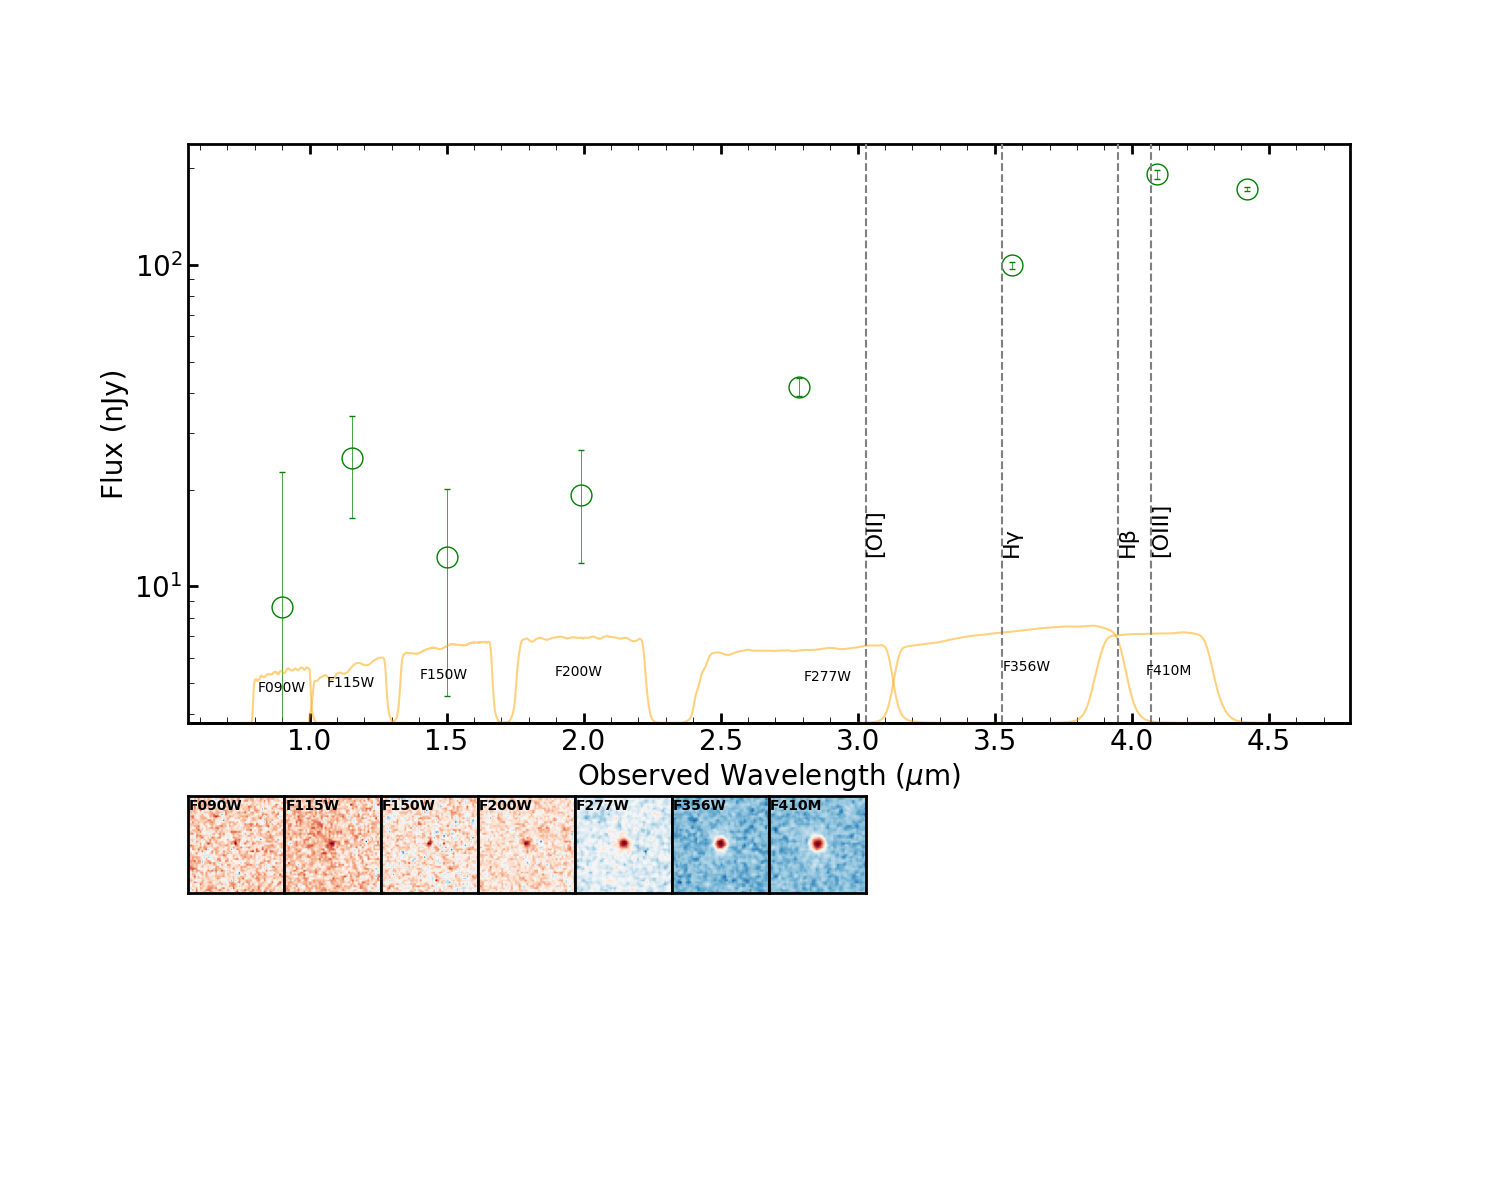 10²
10¹
Flux (nJy)
[OII]
Hγ
Hβ
[OIII]
F090W
F115W
F150W
F200W
F277W
F356W
F410M
1.0 1.5 2.0 2.5 3.0 3.5 4.0 4.5
Observed Wavelength (μm)
F090W F115W F150W F200W F277W F356W F410M